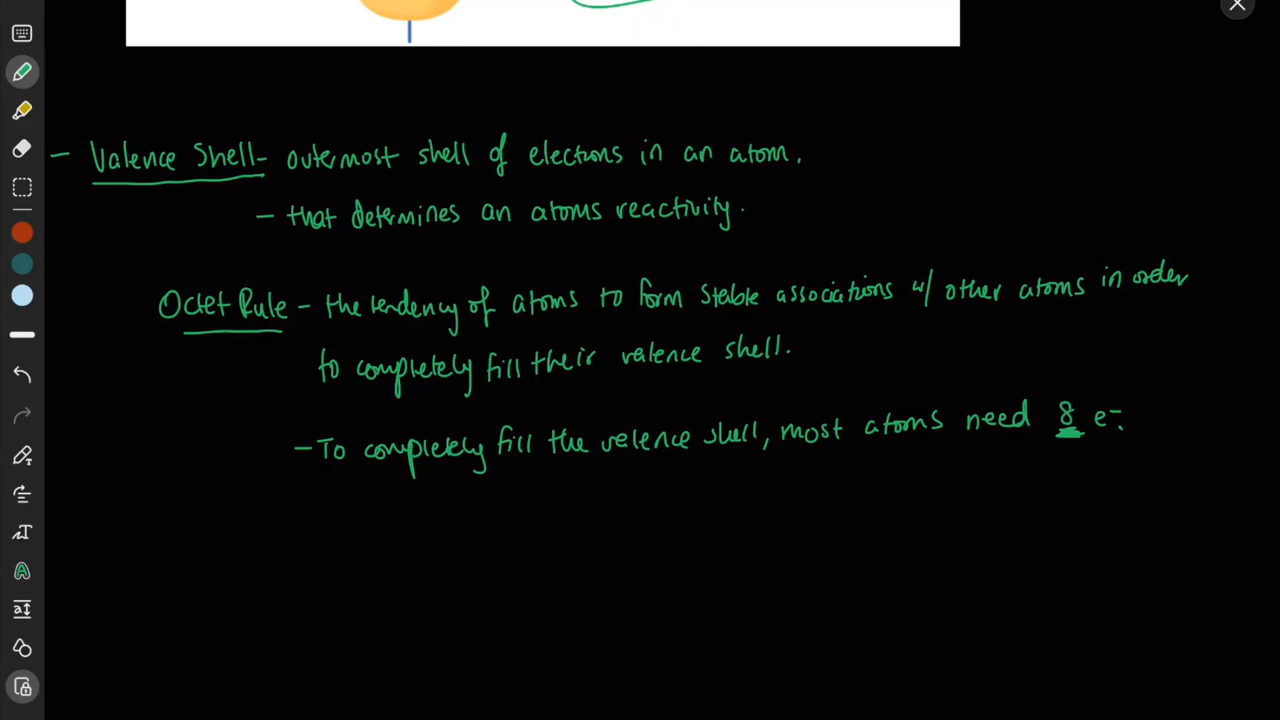 - Valence Shell - outermost shell of electrons in an atom.
- that determines an atoms reactivity.
Octet Rule - the tendency of atoms to form stable associations w/ other atoms in order
to completely fill their valence shell.
- To completely fill the valence shell, most atoms need 8 e-.